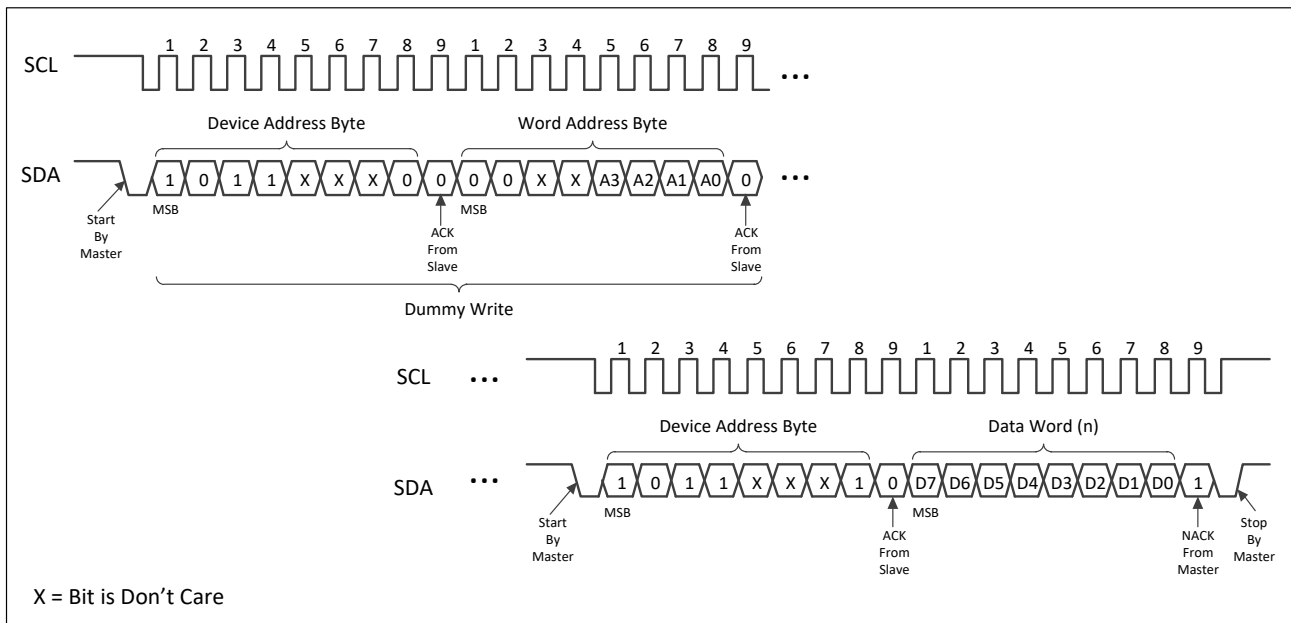 1 2 3 4 5 6 7 8 9 1 2 3 4 5 6 7 8 9
SCL
...
Device Address Byte Word Address Byte
SDA
1 0 1 1 X X X 0 0 0 0 X X A3 A2 A1 A0 0
...
MSB MSB
Start
By
Master
ACK
From
Slave
ACK
From
Slave
Dummy Write
1 2 3 4 5 6 7 8 9 1 2 3 4 5 6 7 8 9
SCL
...
Device Address Byte Data Word (n)
SDA
...
1 0 1 1 X X X 1 0 D7 D6 D5 D4 D3 D2 D1 D0 1
MSB MSB
Start
By
Master
ACK
From
Slave
NACK
From
Master
Stop
By
Master
X = Bit is Don’t Care